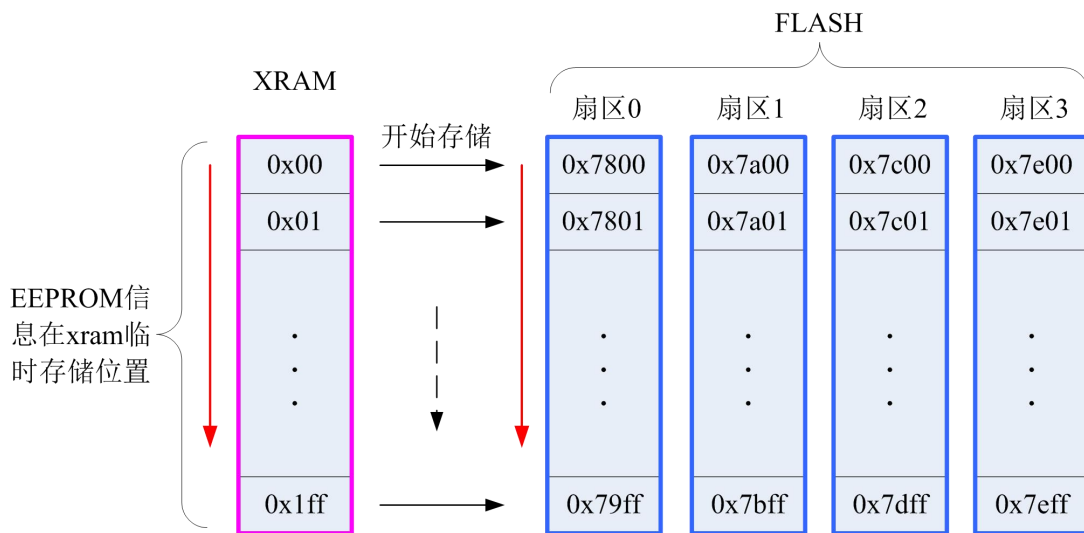 FLASH
XRAM
扇区0 扇区1 扇区2 扇区3
开始存储
0x00 0x7800 0x7a00 0x7c00 0x7e00
0x01 0x7801 0x7a01 0x7c01 0x7e01
EEPROM信
息在xram临
时存储位置
0x1ff 0x79ff 0x7bff 0x7dff 0x7eff